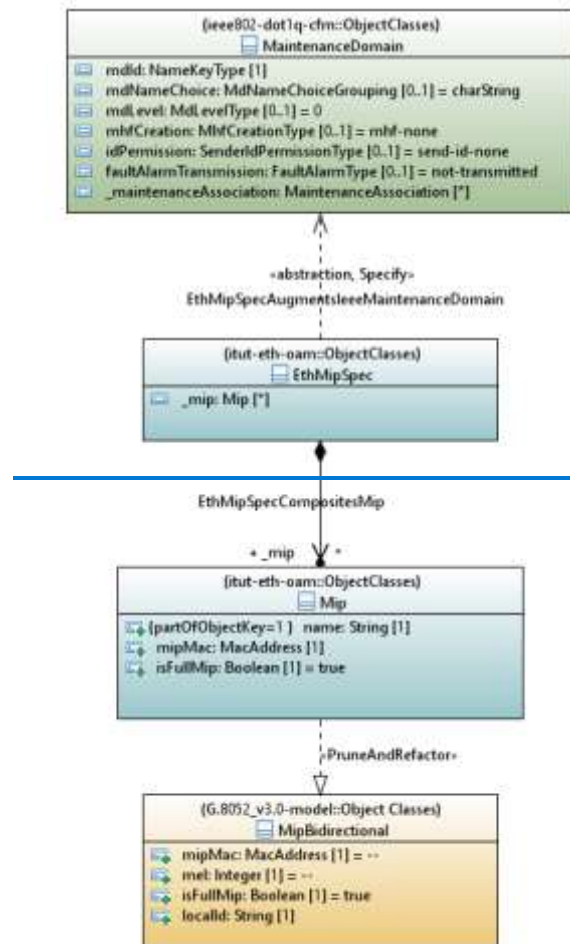 (ieee802-dot1q-cfm::ObjectClasses)
MaintenanceDomain
mdId: NameKeyType [1]
mdNameChoice: MdNameChoiceGrouping [0..1] = charString
mdLevel: MdLevelType [0..1] = 0
mhfCreation: MhfCreationType [0..1] = mhf-none
idPermission: SenderIdPermissionType [0..1] = send-id-none
faultAlarmTransmission: FaultAlarmType [0..1] = not-transmitted
_maintenanceAssociation: MaintenanceAssociation [*]
«abstraction, Specify»
EthMipSpecAugmentsIeeeMaintenanceDomain
(itut-eth-oam::ObjectClasses)
EthMipSpec
_mip: Mip [*]
EthMipSpecCompositesMip
+ _mip *
(itut-eth-oam::ObjectClasses)
Mip
{partOfObjectKey=1 } name: String [1]
mipMac: MacAddress [1]
isFullMip: Boolean [1] = true
«PruneAndRefactor»
(G.8052_v3.0-model::Object Classes)
MipBidirectional
mipMac: MacAddress [1] = --
mel: Integer [1] = --
isFullMip: Boolean [1] = true
localId: String [1]